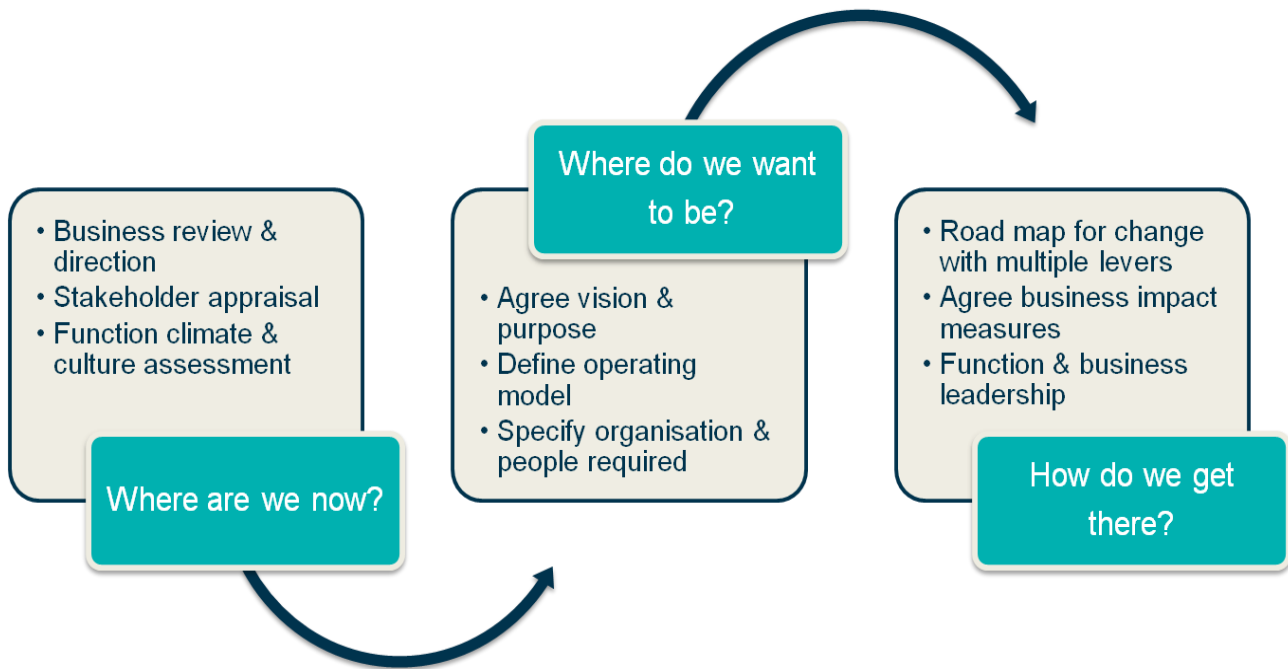 • Business review &
direction
• Stakeholder appraisal
• Function climate &
culture assessment
Where are we now?
Where do we want
to be?
• Agree vision &
purpose
• Define operating
model
• Specify organisation &
people required
• Road map for change
with multiple levers
• Agree business impact
measures
• Function & business
leadership
How do we get
there?